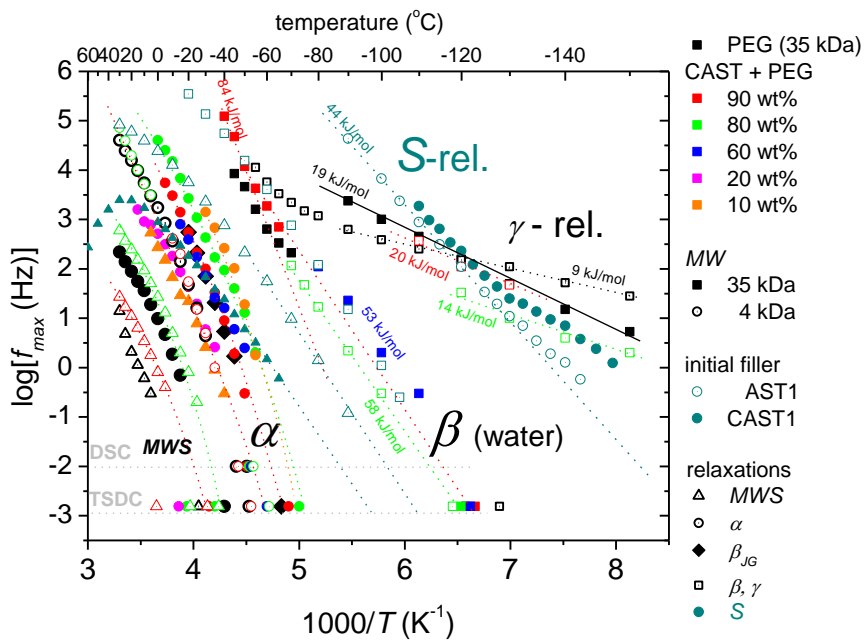 temperature (°C)
60 40 20 0 -20 -40 -60 -80 -100 -120 -140
6
5
4
3
2
1
0
-1
-2
-3
log[f_max (Hz)]
84 kJ/mol
44 kJ/mol
S-rel.
19 kJ/mol
γ - rel.
20 kJ/mol
9 kJ/mol
14 kJ/mol
53 kJ/mol
58 kJ/mol
MWS
α
β (water)
DSC
TSDC
3 4 5 6 7 8
1000/T (K⁻¹)
PEG (35 kDa)
CAST + PEG
90 wt%
80 wt%
60 wt%
20 wt%
10 wt%
MW
35 kDa
4 kDa
initial filler
AST1
CAST1
relaxations
MWS
α
β_JG
β, γ
S